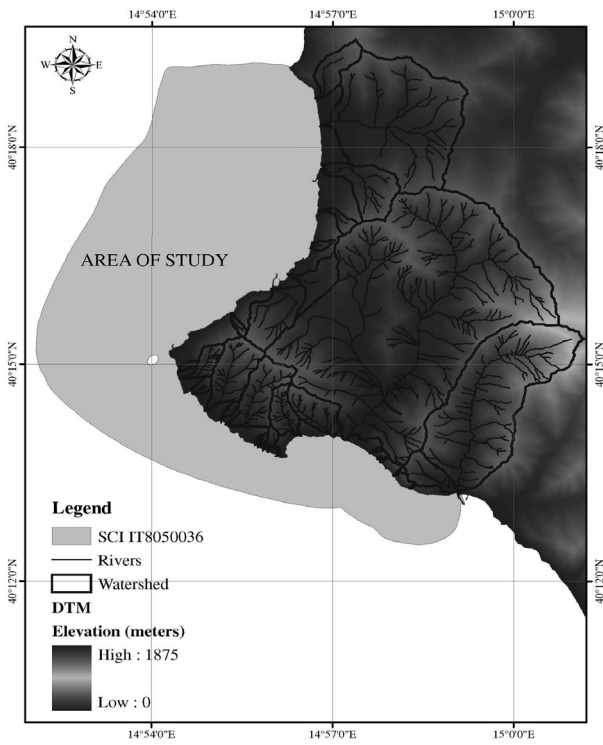 14°54'0"E 14°57'0"E 15°0'0"E
N
W E
S
40°18'0"N 40°18'0"N
AREA OF STUDY
40°15'0"N 40°15'0"N
Legend
SCI IT8050036
Rivers
Watershed
40°12'0"N 40°12'0"N
DTM
Elevation (meters)
High : 1875
Low : 0
14°54'0"E 14°57'0"E 15°0'0"E